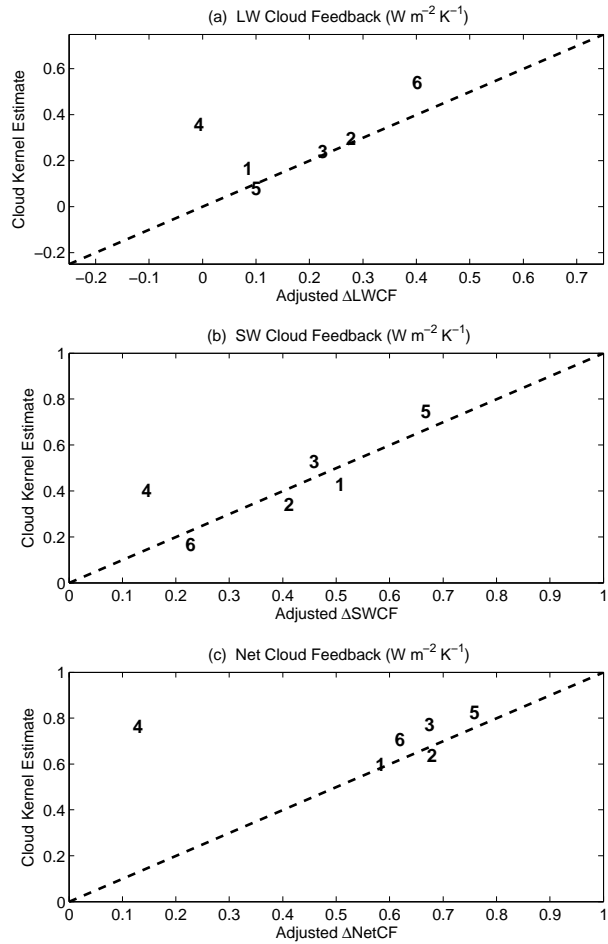 (a) LW Cloud Feedback (W m⁻² K⁻¹)
Cloud Kernel Estimate
0.6
0.4
0.2
0
−0.2
6
4
2
3
1
5
−0.2 −0.1 0 0.1 0.2 0.3 0.4 0.5 0.6 0.7
Adjusted ΔLWCF
(b) SW Cloud Feedback (W m⁻² K⁻¹)
Cloud Kernel Estimate
1
0.8
0.6
0.4
0.2
0
5
3
4
1
2
6
0 0.1 0.2 0.3 0.4 0.5 0.6 0.7 0.8 0.9 1
Adjusted ΔSWCF
(c) Net Cloud Feedback (W m⁻² K⁻¹)
Cloud Kernel Estimate
1
0.8
0.6
0.4
0.2
0
5
3
4
6
2
1
0 0.1 0.2 0.3 0.4 0.5 0.6 0.7 0.8 0.9 1
Adjusted ΔNetCF